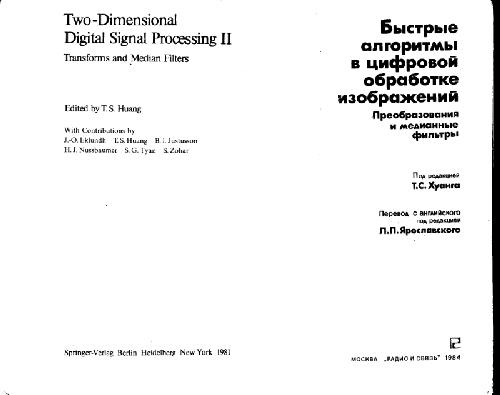 Two-Dimensional
Digital Signal Processing II
Transforms and Median Filters
Edited by T.S. Huang
With Contributions by
J.-O. Eklundh T.S. Huang B.I. Justusson
H.J. Nussbaumer S.G. Tyan S. Zohar
Springer-Verlag Berlin Heidelberg New York 1981
Быстрые
алгоритмы
в цифровой
обработке
изображений
Преобразования
и медианные
фильтры
Под редакцией
Т.С. Хуанга
Перевод с английского
под редакцией
Л.П. Ярославского
МОСКВА „РАДИО И СВЯЗЬ" 1984